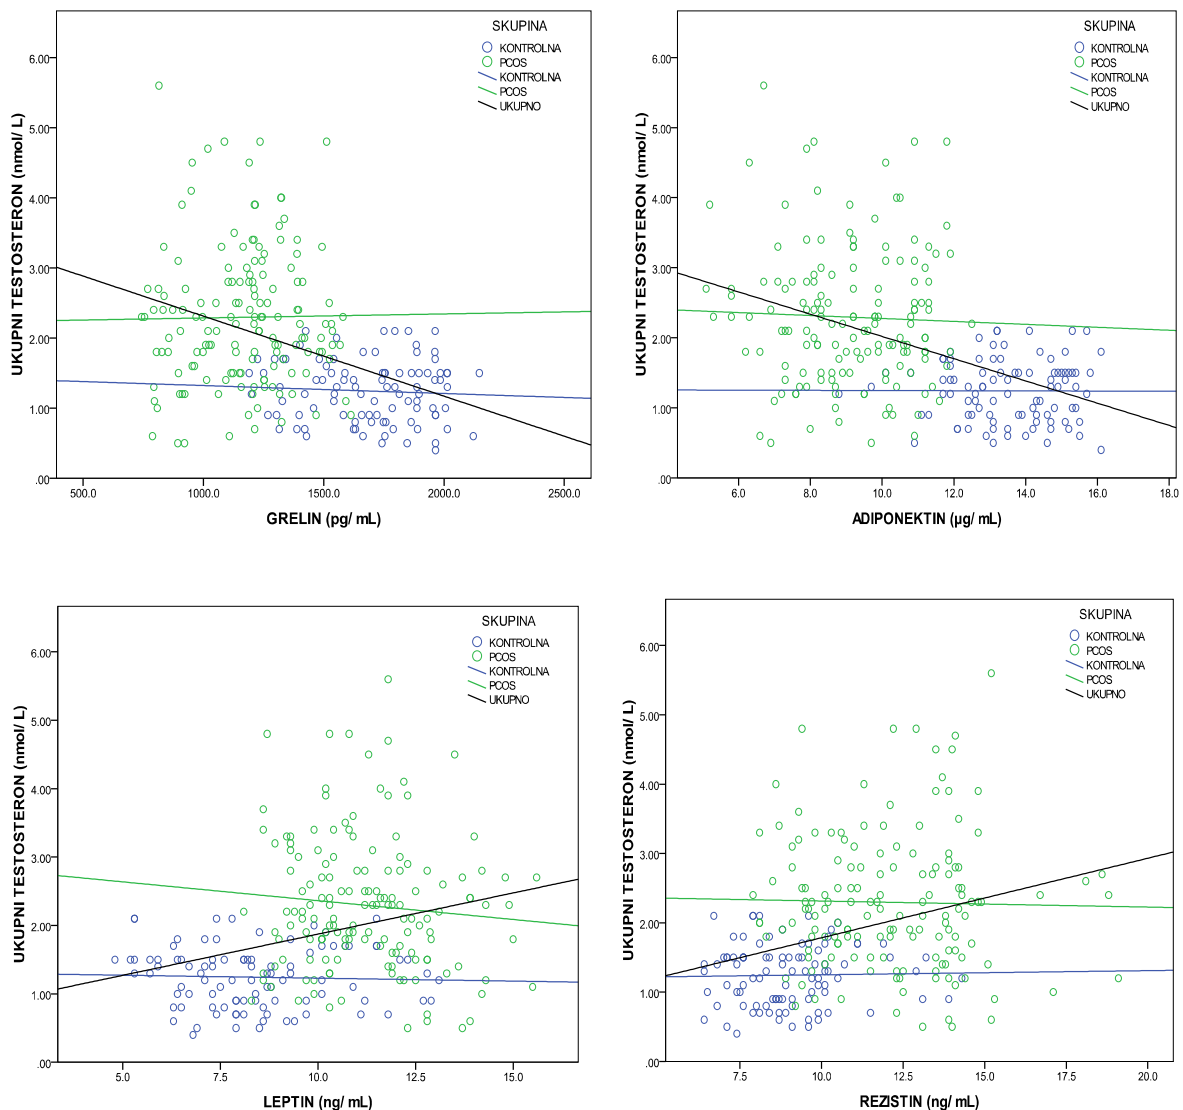 SKUPINA
KONTROLNA
PCOS
KONTROLNA
PCOS
UKUPNO
UKUPNI TESTOSTERON (nmol/ L)
6.00
5.00
4.00
3.00
2.00
1.00
.00
500.0 1000.0 1500.0 2000.0 2500.0
GRELIN (pg/ mL)
SKUPINA
KONTROLNA
PCOS
KONTROLNA
PCOS
UKUPNO
UKUPNI TESTOSTERON (nmol/ L)
6.00
5.00
4.00
3.00
2.00
1.00
.00
6.0 8.0 10.0 12.0 14.0 16.0 18.0
ADIPONEKTIN (µg/ mL)
SKUPINA
KONTROLNA
PCOS
KONTROLNA
PCOS
UKUPNO
UKUPNI TESTOSTERON (nmol/ L)
6.00
5.00
4.00
3.00
2.00
1.00
.00
5.0 7.5 10.0 12.5 15.0
LEPTIN (ng/ mL)
SKUPINA
KONTROLNA
PCOS
KONTROLNA
PCOS
UKUPNO
UKUPNI TESTOSTERON (nmol/ L)
6.00
5.00
4.00
3.00
2.00
1.00
.00
7.5 10.0 12.5 15.0 17.5 20.0
REZISTIN (ng/ mL)